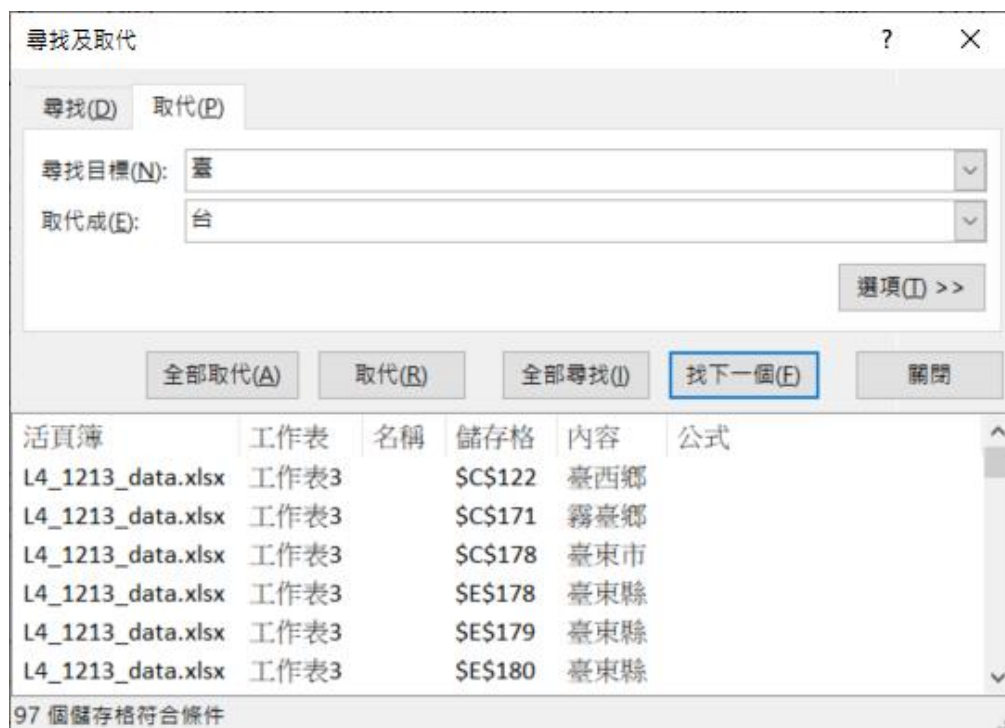 尋找及取代 ?
尋找(D) 取代(P)
尋找目標(N): 臺
取代成(E): 台
選項(T) >>
全部取代(A) 取代(R) 全部尋找(I) 找下一個(F) 關閉
活頁簿 工作表 名稱 儲存格 內容 公式
L4_1213_data.xlsx 工作表3 $C$122 臺西鄉
L4_1213_data.xlsx 工作表3 $C$171 霧臺鄉
L4_1213_data.xlsx 工作表3 $C$178 臺東市
L4_1213_data.xlsx 工作表3 $E$178 臺東縣
L4_1213_data.xlsx 工作表3 $E$179 臺東縣
L4_1213_data.xlsx 工作表3 $E$180 臺東縣
97 個儲存格符合條件